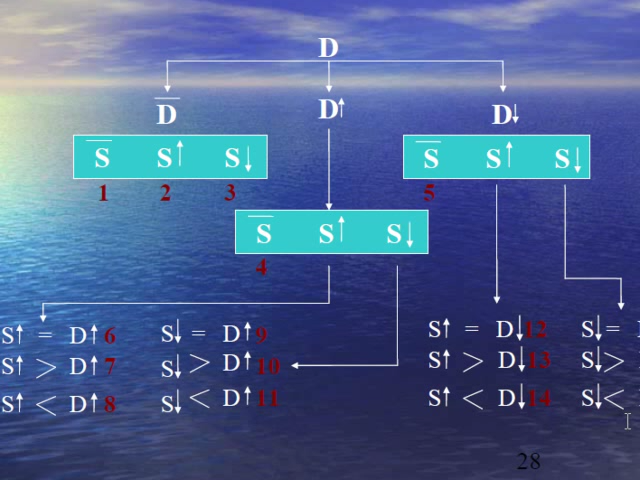 D
D̅ D↑ D↓
S̅ S↑ S↓ S̅ S↑ S↓
1 2 3 5
S̅ S↑ S↓
4
S↑ = D↑ 6 S↓ = D↑ 9 S↑ = D↓ 12 S↓ =
S↑ > D↑ 7 S↓ > D↑ 10 S↑ > D↓ 13 S↓ >
S↑ < D↑ 8 S↓ < D↑ 11 S↑ < D↓ 14 S↓ <
28